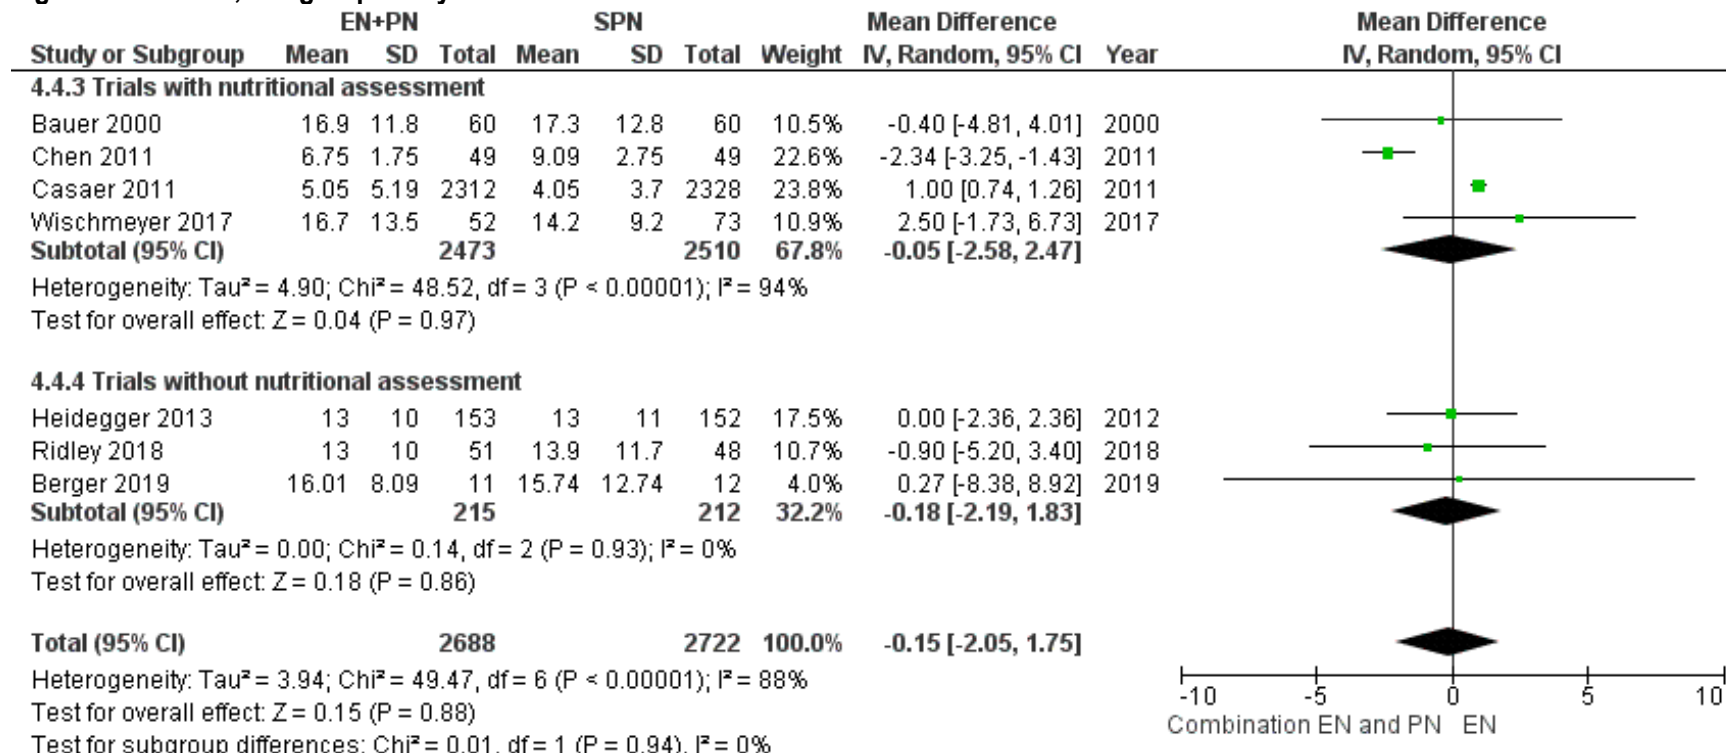 EN+PN SPN Mean Difference Mean Difference
Study or Subgroup Mean SD Total Mean SD Total Weight IV, Random, 95% CI Year IV, Random, 95% CI
4.4.3 Trials with nutritional assessment
Bauer 2000 16.9 11.8 60 17.3 12.8 60 10.5% -0.40 [-4.81, 4.01] 2000
Chen 2011 6.75 1.75 49 9.09 2.75 49 22.6% -2.34 [-3.25, -1.43] 2011
Casaer 2011 5.05 5.19 2312 4.05 3.7 2328 23.8% 1.00 [0.74, 1.26] 2011
Wischmeyer 2017 16.7 13.5 52 14.2 9.2 73 10.9% 2.50 [-1.73, 6.73] 2017
Subtotal (95% CI) 2473 2510 67.8% -0.05 [-2.58, 2.47]
Heterogeneity: Tau² = 4.90; Chi² = 48.52, df = 3 (P < 0.00001); I² = 94%
Test for overall effect: Z = 0.04 (P = 0.97)
4.4.4 Trials without nutritional assessment
Heidegger 2013 13 10 153 13 11 152 17.5% 0.00 [-2.36, 2.36] 2012
Ridley 2018 13 10 51 13.9 11.7 48 10.7% -0.90 [-5.20, 3.40] 2018
Berger 2019 16.01 8.09 11 15.74 12.74 12 4.0% 0.27 [-8.38, 8.92] 2019
Subtotal (95% CI) 215 212 32.2% -0.18 [-2.19, 1.83]
Heterogeneity: Tau² = 0.00; Chi² = 0.14, df = 2 (P = 0.93); I² = 0%
Test for overall effect: Z = 0.18 (P = 0.86)
Total (95% CI) 2688 2722 100.0% -0.15 [-2.05, 1.75]
Heterogeneity: Tau² = 3.94; Chi² = 49.47, df = 6 (P < 0.00001); I² = 88%
-10 -5 0 5 10
Test for overall effect: Z = 0.15 (P = 0.88)
Combination EN and PN EN
Test for subgroup differences: Chi² = 0.01, df = 1 (P = 0.94), I² = 0%